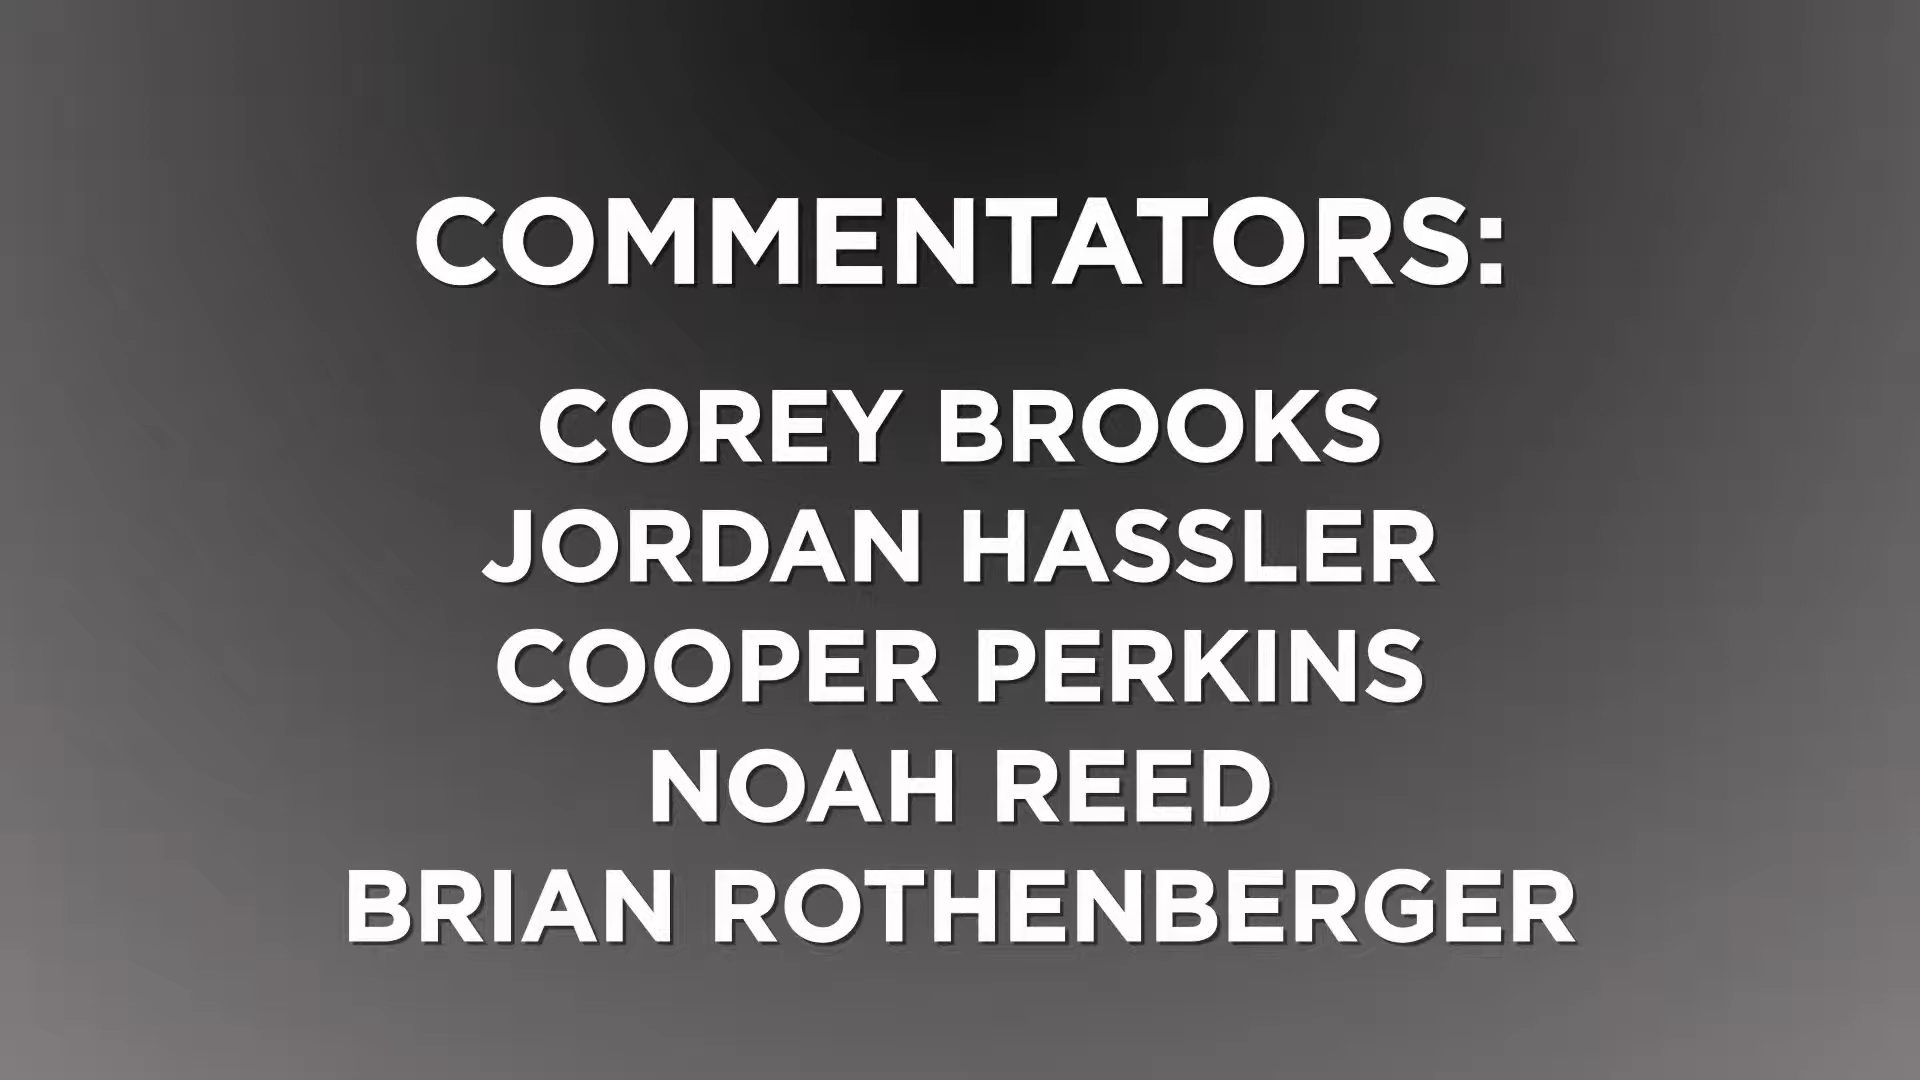 COMMENTATORS:
COREY BROOKS
JORDAN HASSLER
COOPER PERKINS
NOAH REED
BRIAN ROTHENBERGER